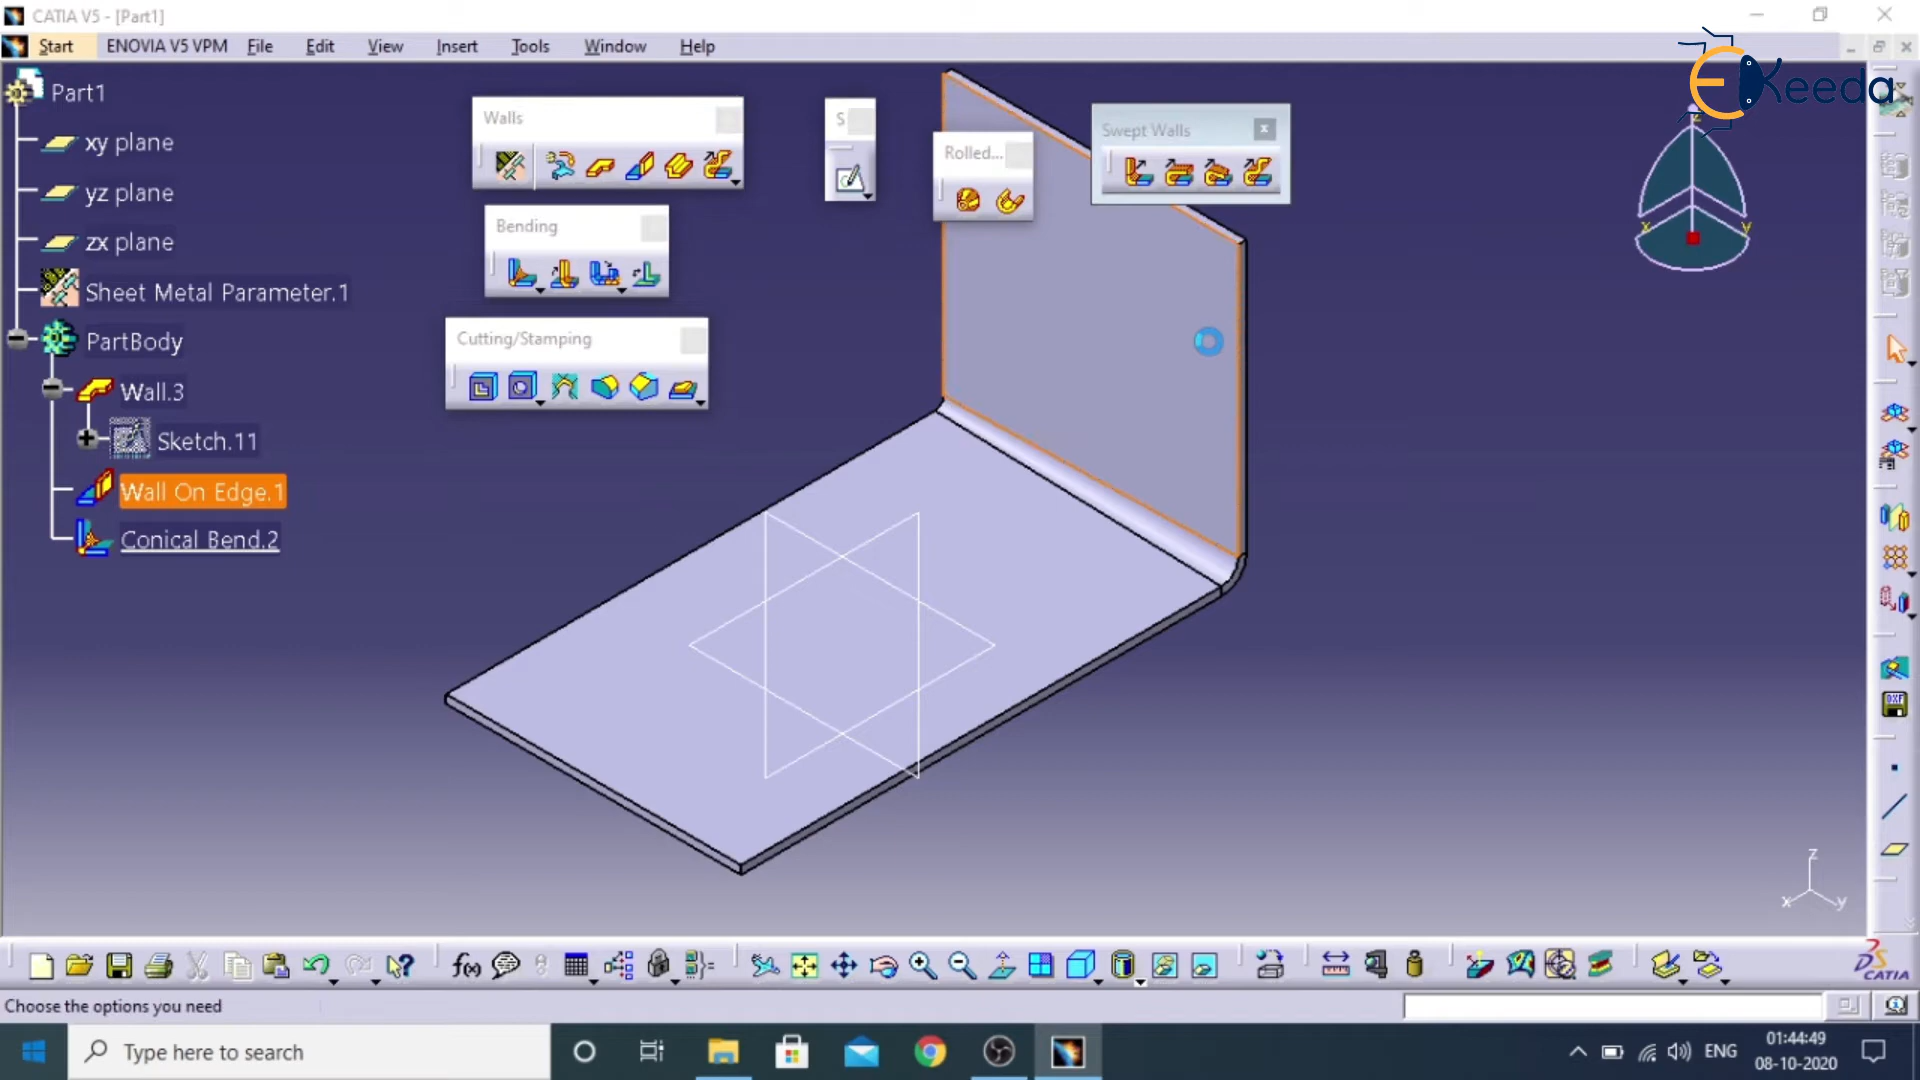 CATIA V5 - [Part1]
Start ENOVIA V5 VPM File Edit View Insert Tools Window Help
EKeeda
Part1
xy plane
yz plane
zx plane
Sheet Metal Parameter.1
PartBody
Wall.3
Sketch.11
Wall On Edge.1
Conical Bend.2
Walls
S
Rolled...
Swept Walls
Bending
Cutting/Stamping
z
x
y
DXF
z
x
y
f(x)
CATIA
Choose the options you need
Type here to search
ENG
01:44:49
08-10-2020